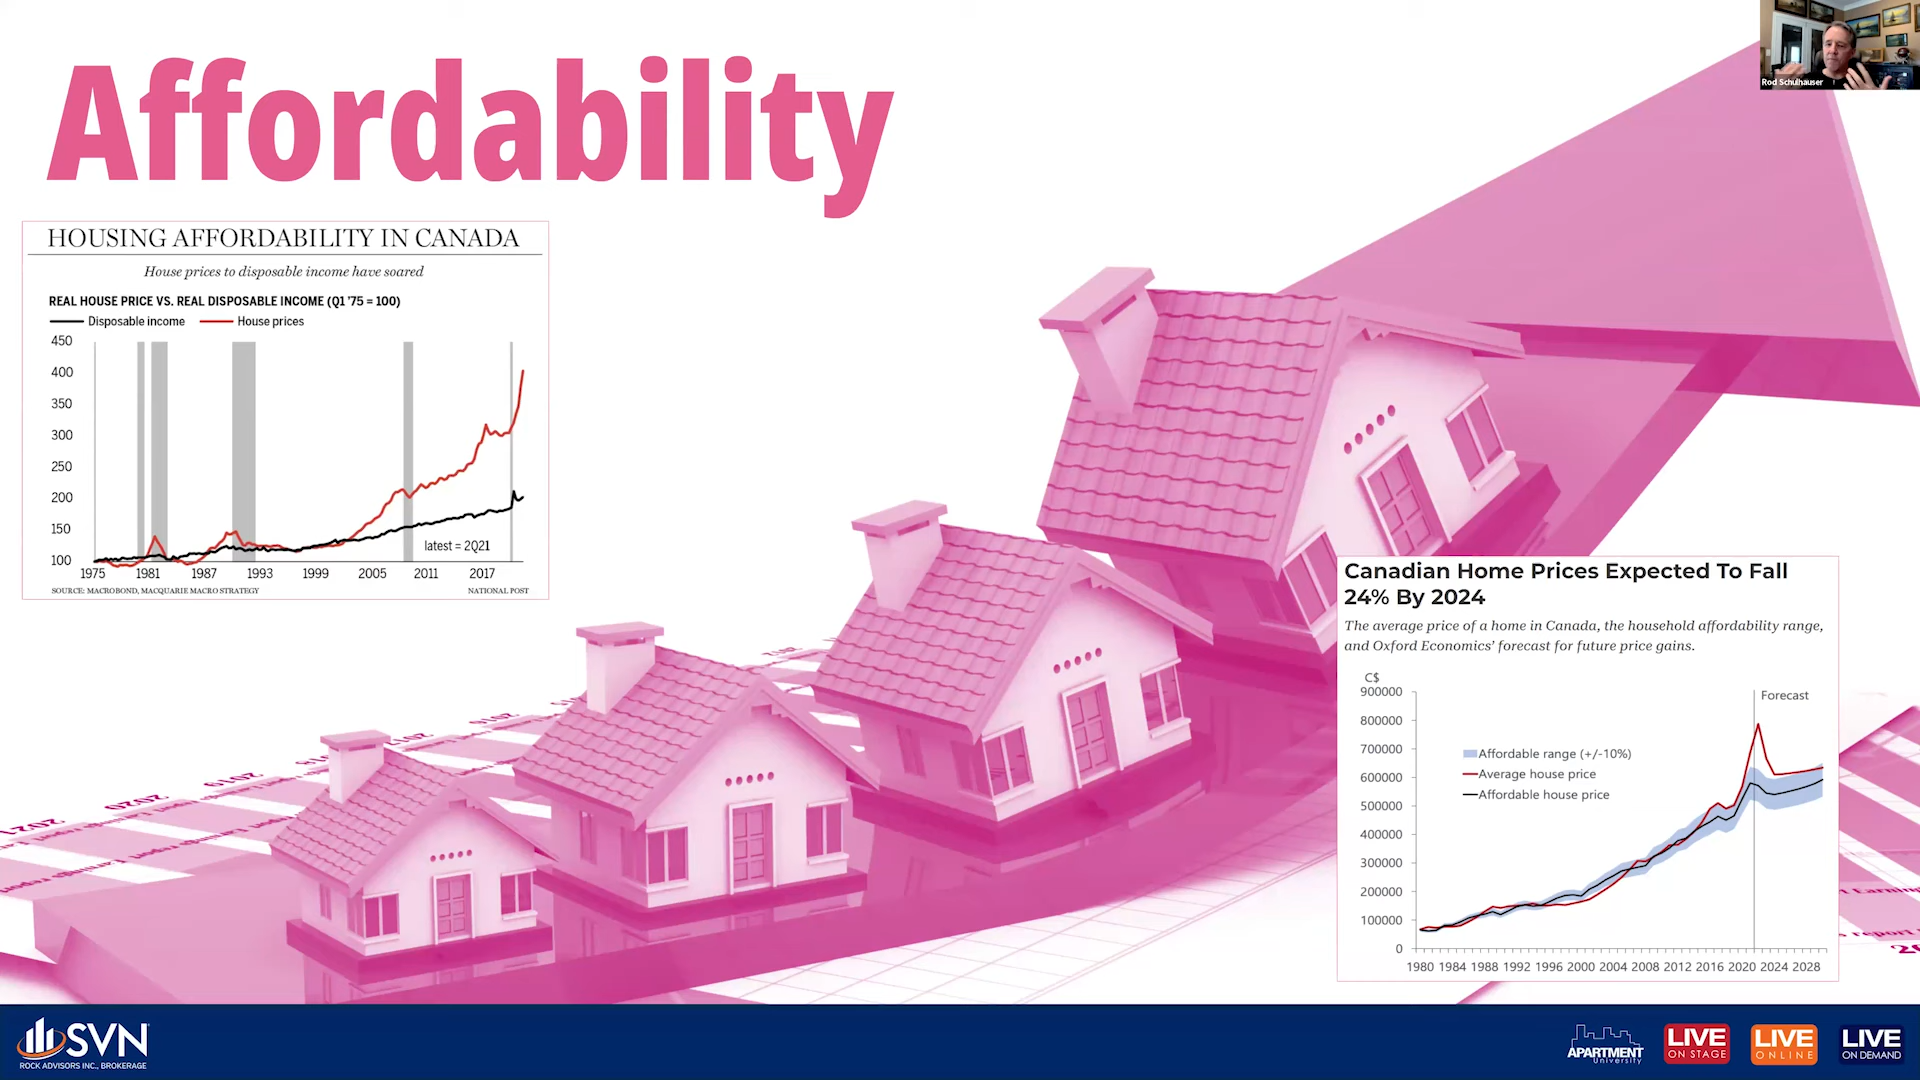 Affordability
Rod Schulhauser
HOUSING AFFORDABILITY IN CANADA
House prices to disposable income have soared
REAL HOUSE PRICE VS. REAL DISPOSABLE INCOME (Q1 '75 = 100)
Disposable income House prices
450
400
350
300
250
200
150
100
latest = 2Q21
1975 1981 1987 1993 1999 2005 2011 2017
SOURCE: MACROBOND, MACQUARIE MACRO STRATEGY NATIONAL POST
Canadian Home Prices Expected To Fall
24% By 2024
The average price of a home in Canada, the household affordability range,
and Oxford Economics' forecast for future price gains.
C$
900000
800000
700000
600000
500000
400000
300000
200000
100000
0
Forecast
Affordable range (+/-10%)
Average house price
Affordable house price
1980 1984 1988 1992 1996 2000 2004 2008 2012 2016 2020 2024 2028
2021
2020
2019
SVN
ROCK ADVISORS INC., BROKERAGE
APARTMENT
University
LIVE
ON STAGE
LIVE
ONLINE
LIVE
ON DEMAND